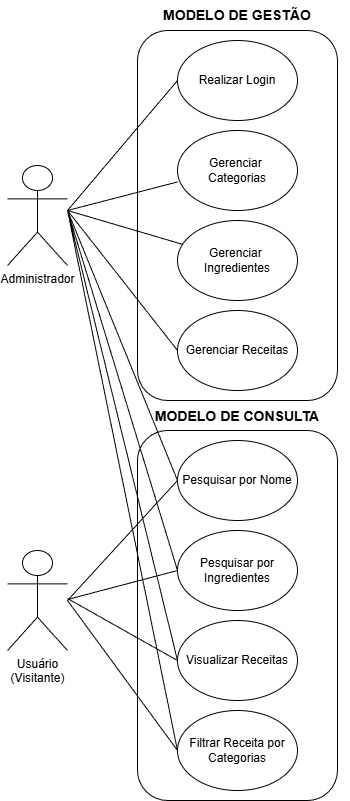 MODELO DE GESTÃO
Realizar Login
Gerenciar
Categorias
Gerenciar
Ingredientes
Administrador
Gerenciar Receitas
MODELO DE CONSULTA
Pesquisar por Nome
Pesquisar por
Ingredientes
Usuário
(Visitante)
Visualizar Receitas
Filtrar Receita por
Categorias